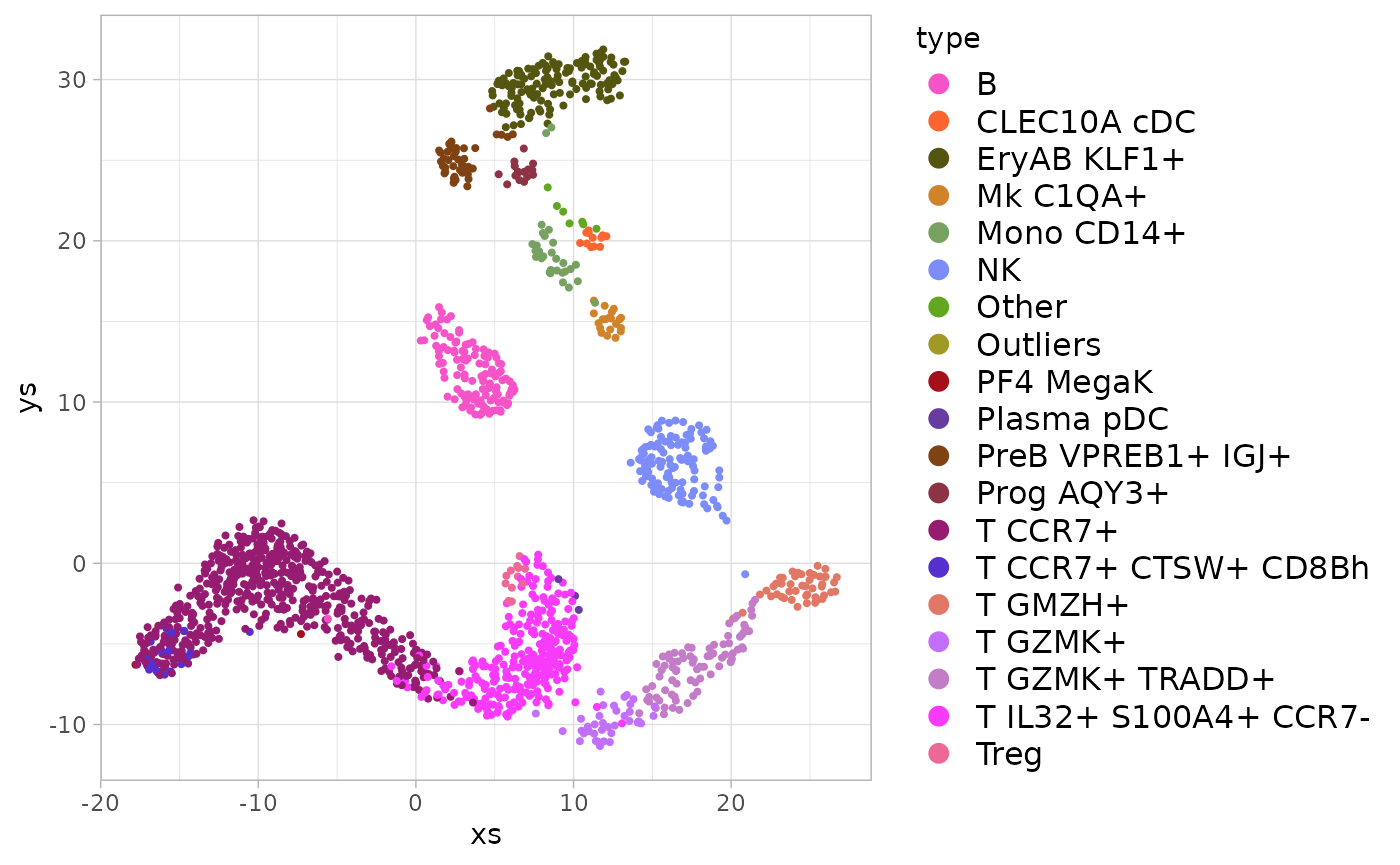 type
B
CLEC10A cDC
EryAB KLF1+
Mk C1QA+
Mono CD14+
NK
Other
Outliers
PF4 MegaK
Plasma pDC
PreB VPREB1+ IGJ+
Prog AQY3+
T CCR7+
T CCR7+ CTSW+ CD8Bh
T GMZH+
T GZMK+
T GZMK+ TRADD+
T IL32+ S100A4+ CCR7-
Treg
ys
30
20
10
0
-10
-20 -10 0 10 20
xs